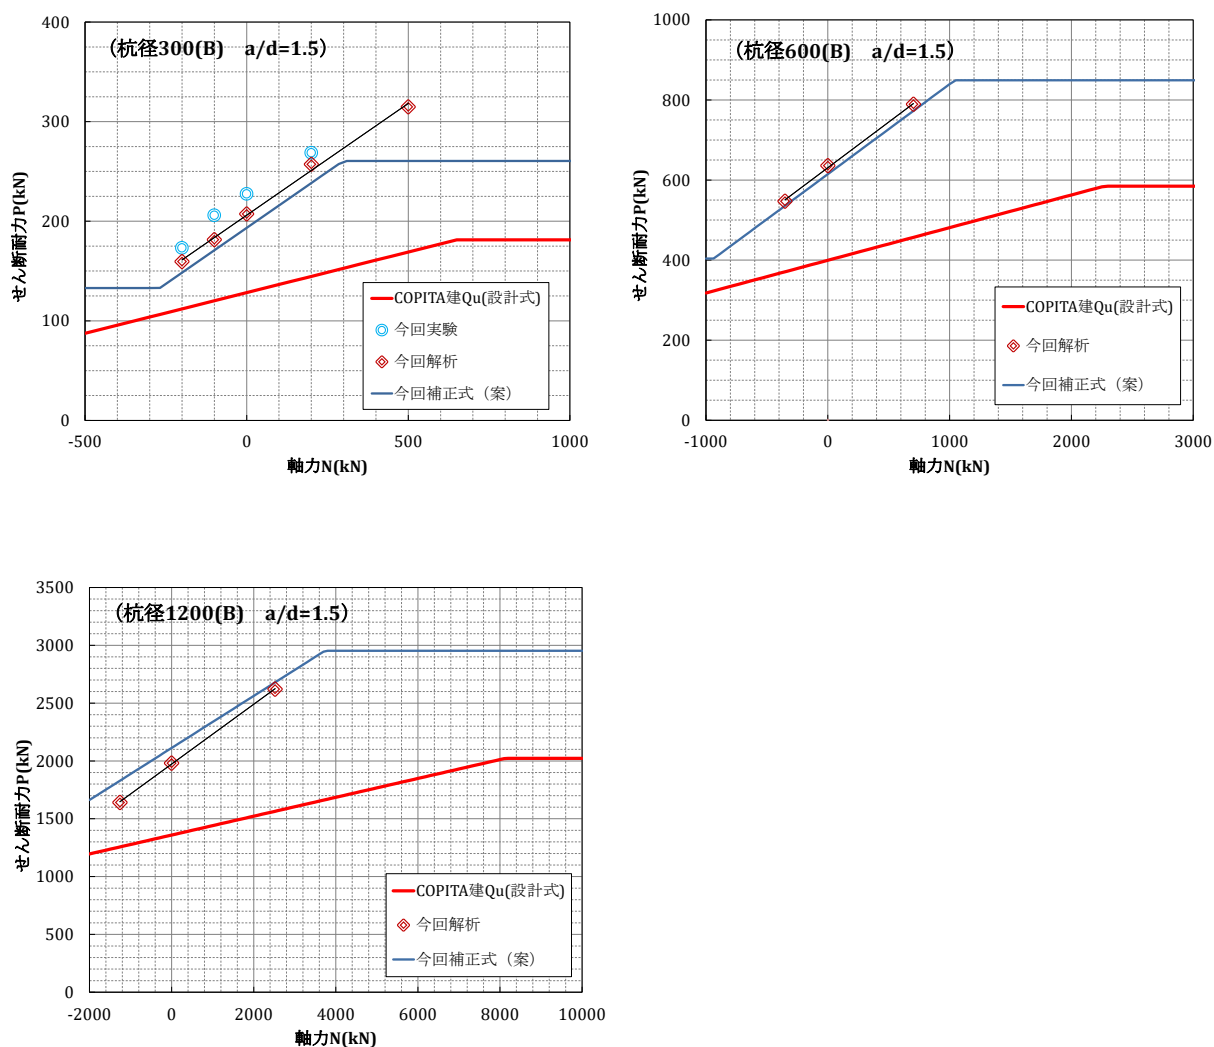 (杭径300(B) a/d=1.5)
400
300
200
100
0
-500
0
500
1000
せん断耐力P(kN)
軸力N(kN)
COPITA建Qu(設計式)
今回実験
今回解析
今回補正式（案）
(杭径600(B) a/d=1.5)
1000
800
600
400
200
0
-1000
0
1000
2000
3000
せん断耐力P(kN)
軸力N(kN)
COPITA建Qu(設計式)
今回解析
今回補正式（案）
(杭径1200(B) a/d=1.5)
3500
3000
2500
2000
1500
1000
500
0
-2000
0
2000
4000
6000
8000
10000
せん断耐力P(kN)
軸力N(kN)
COPITA建Qu(設計式)
今回解析
今回補正式（案）